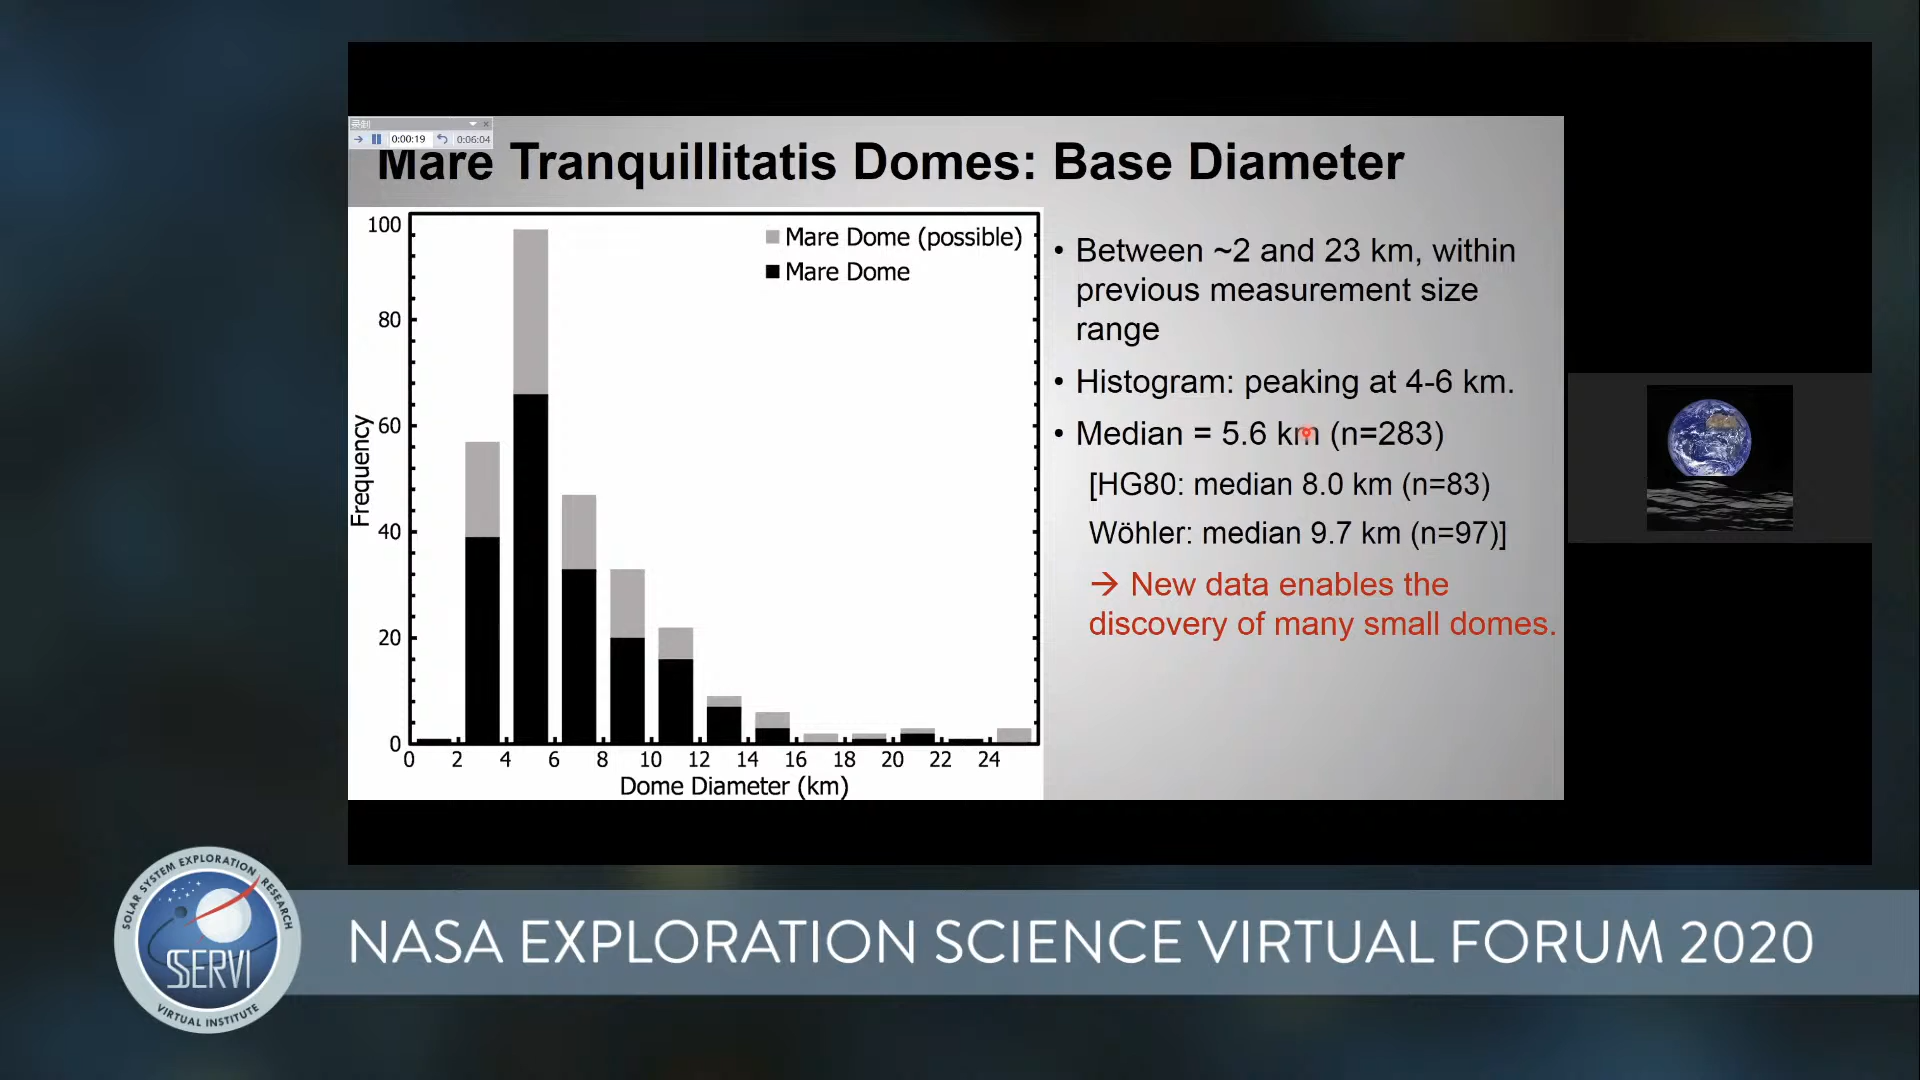 录制
0:00:19 0:06:04
Mare Tranquillitatis Domes: Base Diameter
100
80
60
40
20
0
Frequency
Mare Dome (possible)
Mare Dome
0 2 4 6 8 10 12 14 16 18 20 22 24
Dome Diameter (km)
• Between ~2 and 23 km, within
previous measurement size
range
• Histogram: peaking at 4-6 km.
• Median = 5.6 km (n=283)
[HG80: median 8.0 km (n=83)
Wöhler: median 9.7 km (n=97)]
→ New data enables the
discovery of many small domes.
SOLAR SYSTEM EXPLORATION RESEARCH
SSERVI
VIRTUAL INSTITUTE
NASA EXPLORATION SCIENCE VIRTUAL FORUM 2020